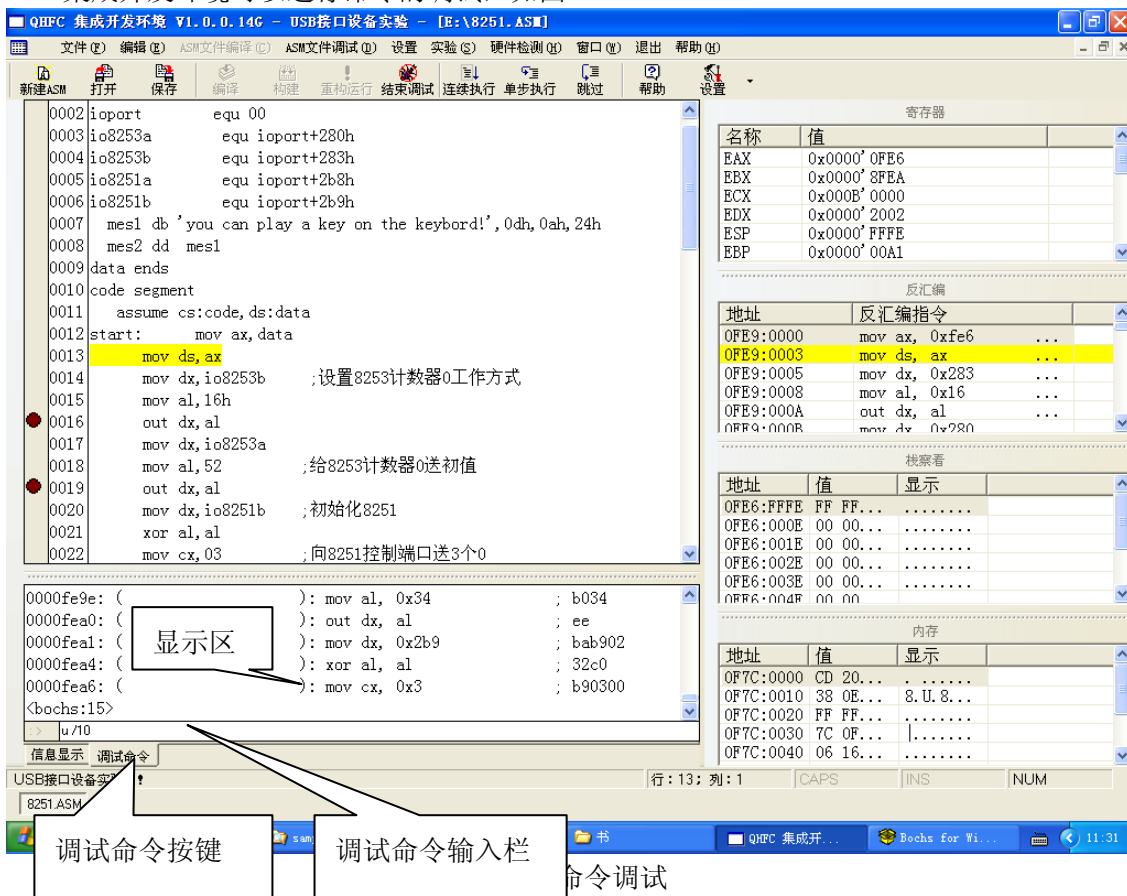 QHFC 集成开发环境 V1.0.0.14G - USB接口设备实验 - [E:\8251.ASM]
文件(F) 编辑(E) ASM文件编译(C) ASM文件调试(D) 设置 实验(S) 硬件检测(H) 窗口(W) 退出 帮助(H)
新建ASM 打开 保存 编译 构建 重构运行 结束调试 连续执行 单步执行 跳过 帮助 设置
0002 ioport equ 00
0003 io8253a equ ioport+280h
0004 io8253b equ ioport+283h
0005 io8251a equ ioport+2b8h
0006 io8251b equ ioport+2b9h
0007 mes1 db 'you can play a key on the keybord!',0dh,0ah,24h
0008 mes2 dd mes1
0009 data ends
0010 code segment
0011 assume cs:code,ds:data
0012 start: mov ax,data
0013 mov ds,ax
0014 mov dx,io8253b ;设置8253计数器0工作方式
0015 mov al,16h
0016 out dx,al
0017 mov dx,io8253a
0018 mov al,52 ;给8253计数器0送初值
0019 out dx,al
0020 mov dx,io8251b ;初始化8251
0021 xor al,al
0022 mov cx,03 ;向8251控制端口送3个0
寄存器
名称 值
EAX 0x0000'0FE6
EBX 0x0000'8FEA
ECX 0x000B'0000
EDX 0x0000'2002
ESP 0x0000'FFFE
EBP 0x0000'00A1
反汇编
地址 反汇编指令
0FE9:0000 mov ax, 0xfe6 ...
0FE9:0003 mov ds, ax ...
0FE9:0005 mov dx, 0x283 ...
0FE9:0008 mov al, 0x16 ...
0FE9:000A out dx, al ...
0FE9:000B mov dx, 0x280
栈察看
地址 值 显示
0FE6:FFFE FF FF... ........
0FE6:000E 00 00... ........
0FE6:001E 00 00... ........
0FE6:002E 00 00... ........
0FE6:003E 00 00... ........
0FE6:004E 00 00
内存
地址 值 显示
0F7C:0000 CD 20... . ......
0F7C:0010 38 0E... 8.U.8...
0F7C:0020 FF FF... ........
0F7C:0030 7C 0F... |.......
0F7C:0040 06 16... ........
0000fe9e: ( ): mov al, 0x34 ; b034
0000fea0: ( ): out dx, al ; ee
0000fea1: ( ): mov dx, 0x2b9 ; bab902
0000fea4: ( ): xor al, al ; 32c0
0000fea6: ( ): mov cx, 0x3 ; b90300
<bochs:15>
:> u /10
显示区
信息显示 调试命令
USB接口设备实 !
行:13; 列:1 CAPS INS NUM
8251.ASM
调试命令按键
调试命令输入栏
书
QHFC 集成开...
Bochs for Wi...
11:31
命令调试